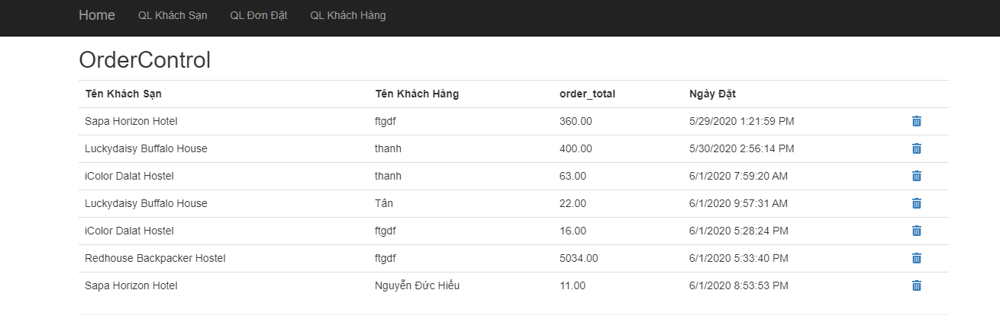 Home QL Khách Sạn QL Đơn Đặt QL Khách Hàng
OrderControl
Tên Khách Sạn Tên Khách Hàng order_total Ngày Đặt
Sapa Horizon Hotel ftgdf 360.00 5/29/2020 1:21:59 PM
Luckydaisy Buffalo House thanh 400.00 5/30/2020 2:56:14 PM
iColor Dalat Hostel thanh 63.00 6/1/2020 7:59:20 AM
Luckydaisy Buffalo House Tân 22.00 6/1/2020 9:57:31 AM
iColor Dalat Hostel ftgdf 16.00 6/1/2020 5:28:24 PM
Redhouse Backpacker Hostel ftgdf 5034.00 6/1/2020 5:33:40 PM
Sapa Horizon Hotel Nguyễn Đức Hiếu 11.00 6/1/2020 8:53:53 PM